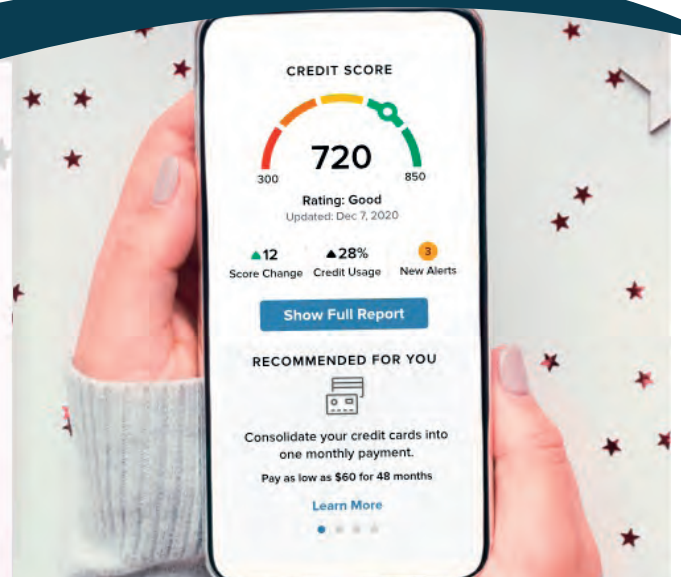 CREDIT SCORE
720
300
850
Rating: Good
Updated: Dec 7, 2020
▲12 ▲28% 3
Score Change Credit Usage New Alerts
Show Full Report
RECOMMENDED FOR YOU
Consolidate your credit cards into
one monthly payment.
Pay as low as $60 for 48 months
Learn More